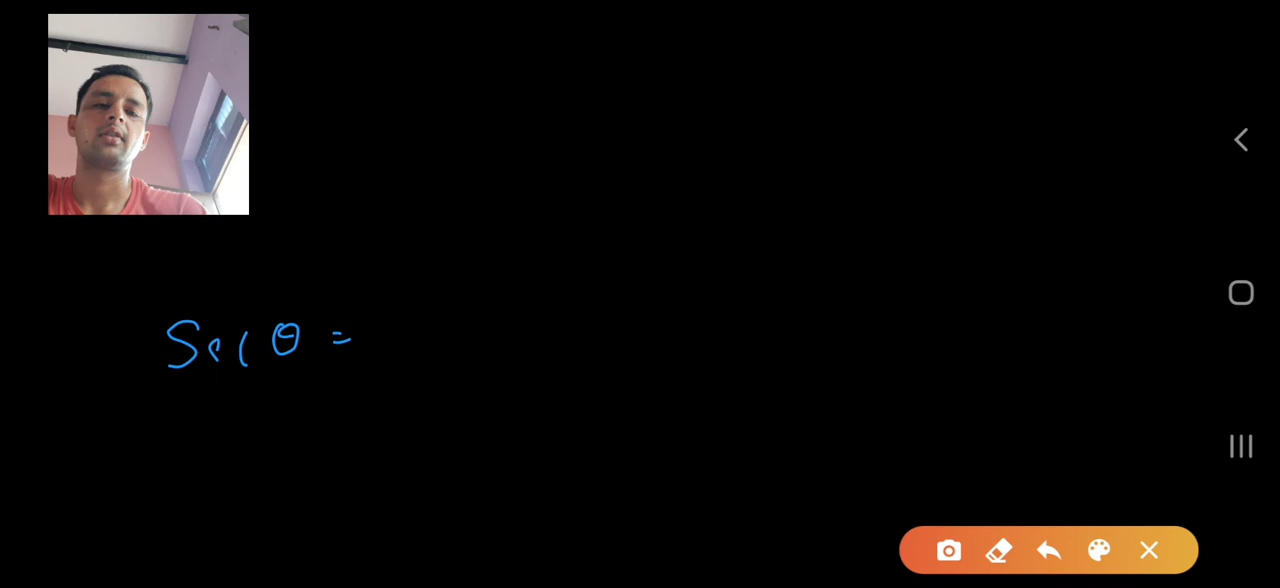 Sec θ =